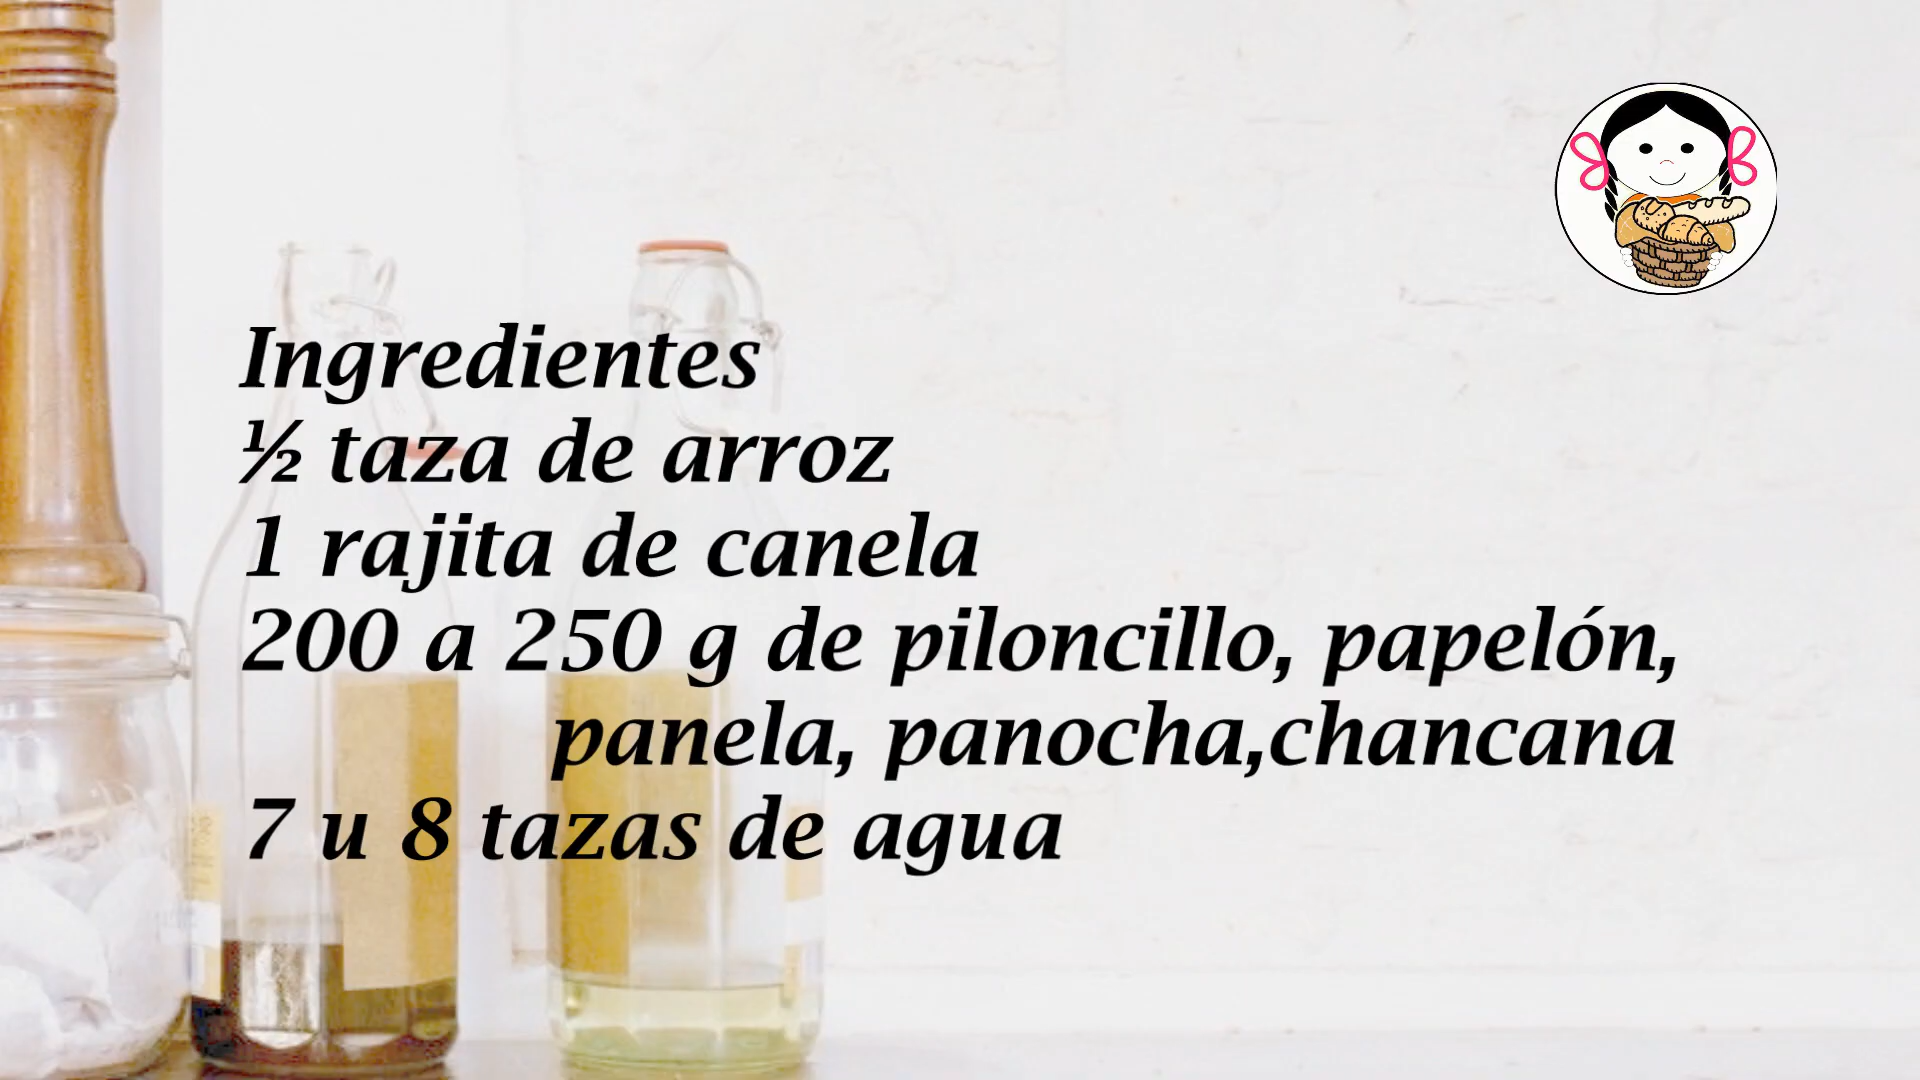 Ingredientes
½ taza de arroz
1 rajita de canela
200 a 250 g de piloncillo, papelón,
panela, panocha,chancana
7 u 8 tazas de agua